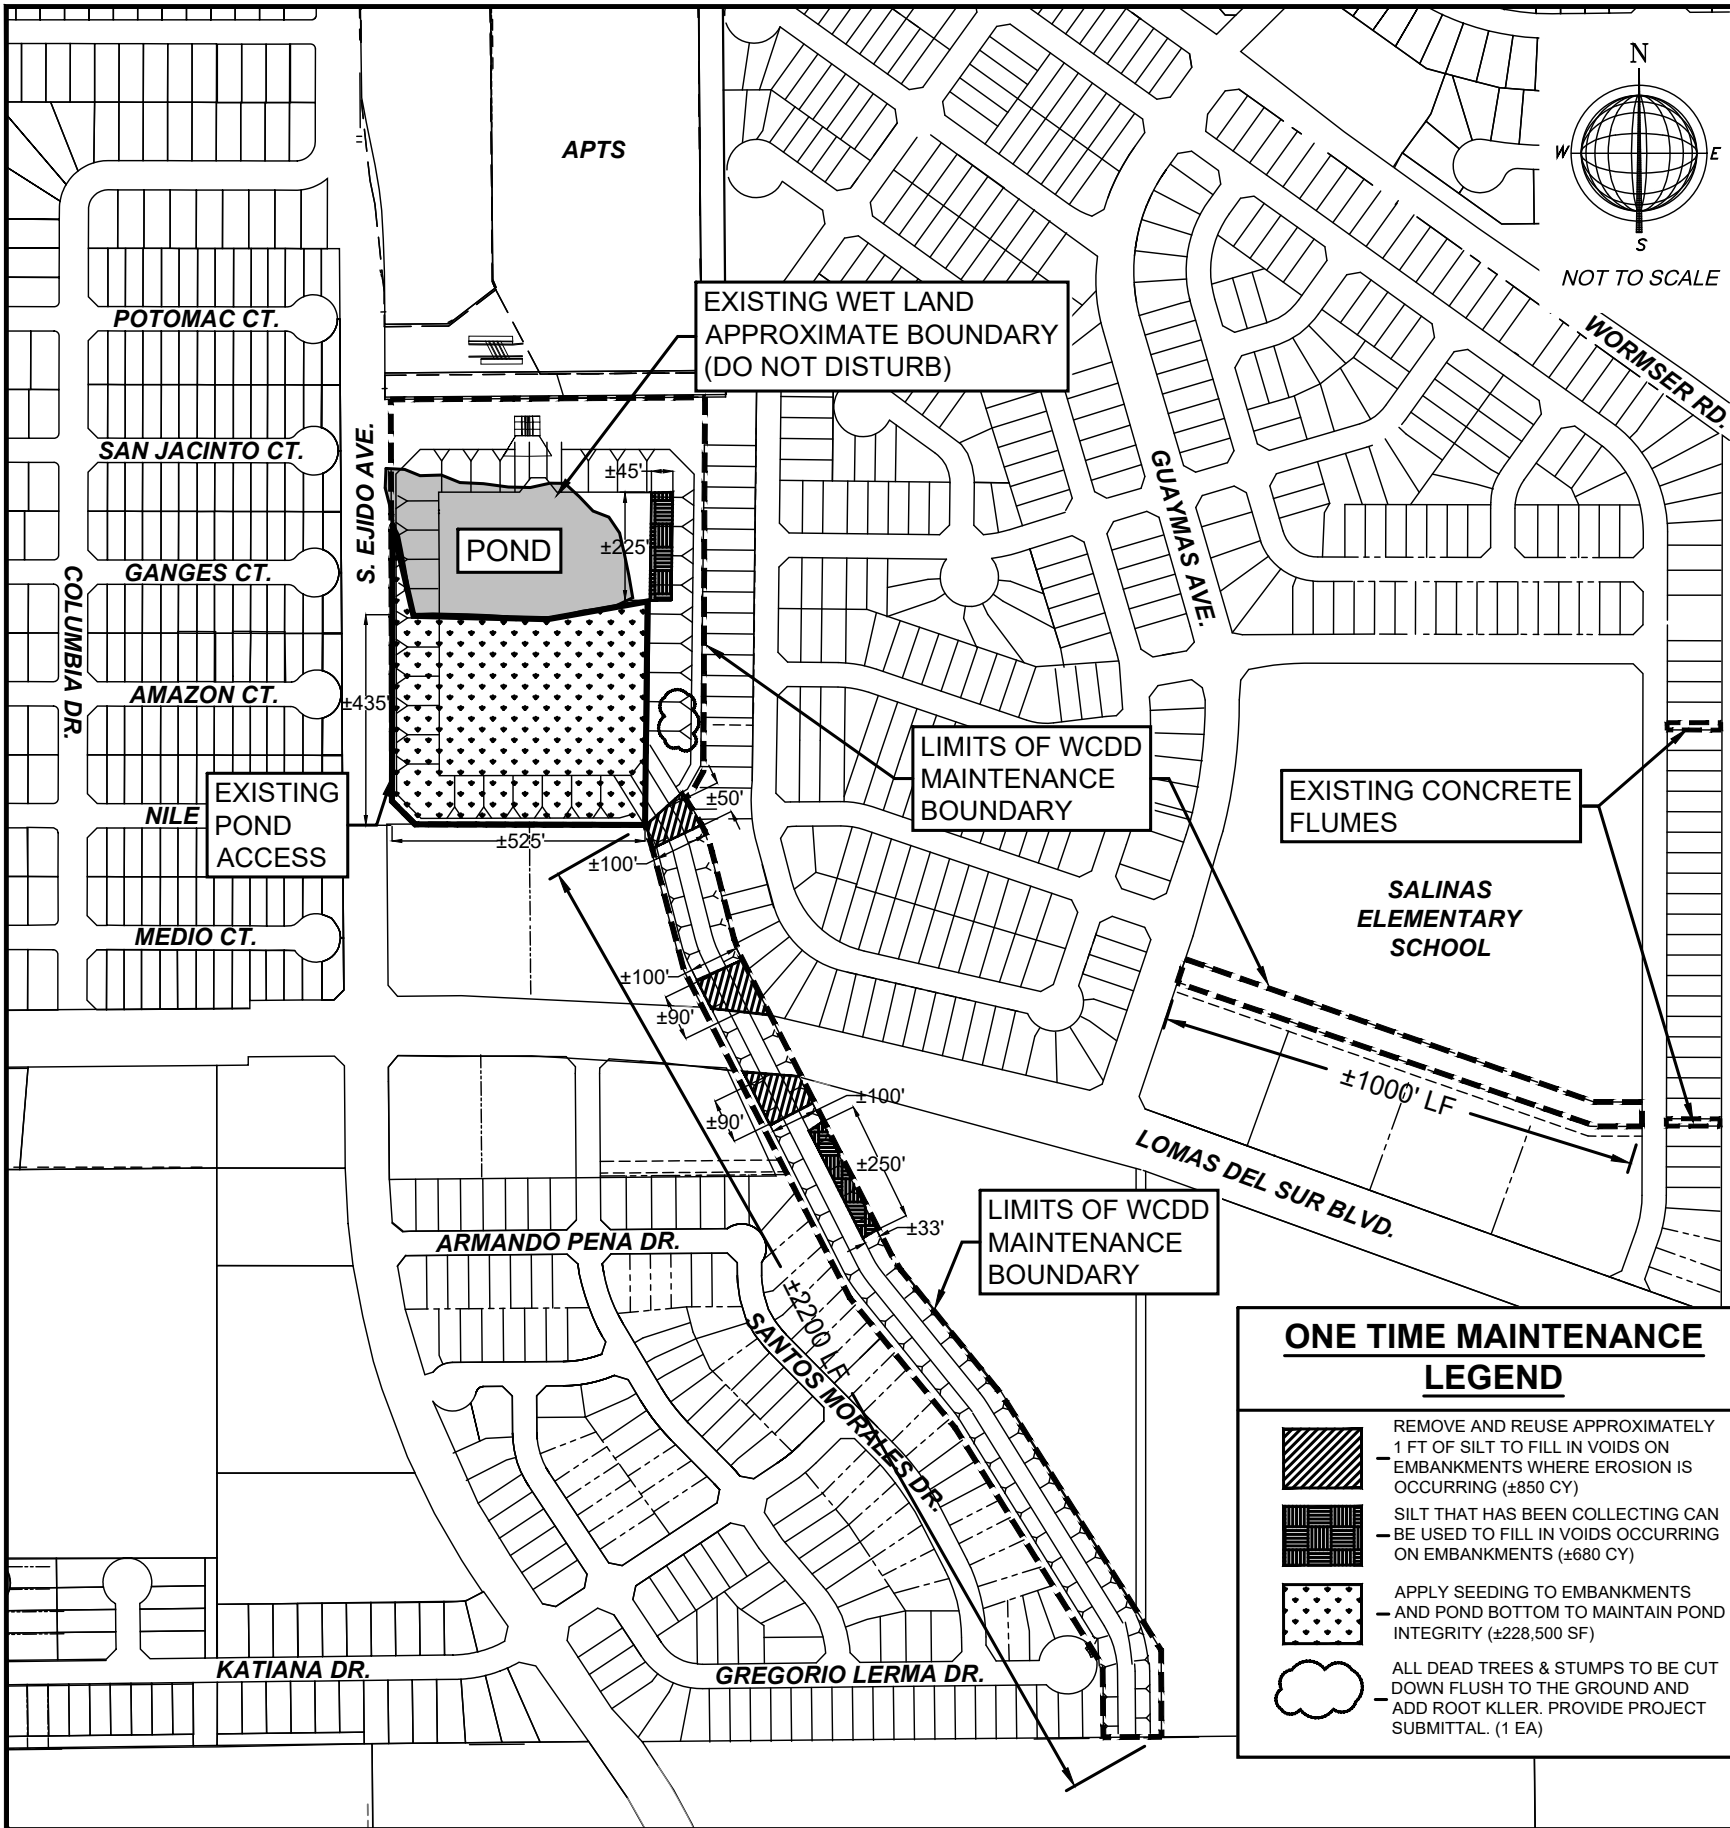 N
W
E
S
NOT TO SCALE
APTS
EXISTING WET LAND
APPROXIMATE BOUNDARY
(DO NOT DISTURB)
WORMSER RD.
POTOMAC CT.
SAN JACINTO CT.
GANGES CT.
AMAZON CT.
NILE
MEDIO CT.
COLUMBIA DR.
S. EJIDO AVE.
GUAYMAS AVE.
±45'
±225'
POND
±435'
EXISTING
POND
ACCESS
±525'
±50'
±100'
LIMITS OF WCDD
MAINTENANCE
BOUNDARY
EXISTING CONCRETE
FLUMES
SALINAS
ELEMENTARY
SCHOOL
±100'
±90'
±100'
±90'
±250'
±33'
±1000' LF
LOMAS DEL SUR BLVD.
LIMITS OF WCDD
MAINTENANCE
BOUNDARY
ARMANDO PENA DR.
±2200 LF
SANTOS MORALES DR.
KATIANA DR.
GREGORIO LERMA DR.
ONE TIME MAINTENANCE
LEGEND
REMOVE AND REUSE APPROXIMATELY
1 FT OF SILT TO FILL IN VOIDS ON
EMBANKMENTS WHERE EROSION IS
OCCURRING (±850 CY)
SILT THAT HAS BEEN COLLECTING CAN
BE USED TO FILL IN VOIDS OCCURRING
ON EMBANKMENTS (±680 CY)
APPLY SEEDING TO EMBANKMENTS
AND POND BOTTOM TO MAINTAIN POND
INTEGRITY (±228,500 SF)
ALL DEAD TREES & STUMPS TO BE CUT
DOWN FLUSH TO THE GROUND AND
ADD ROOT KLLER. PROVIDE PROJECT
SUBMITTAL. (1 EA)